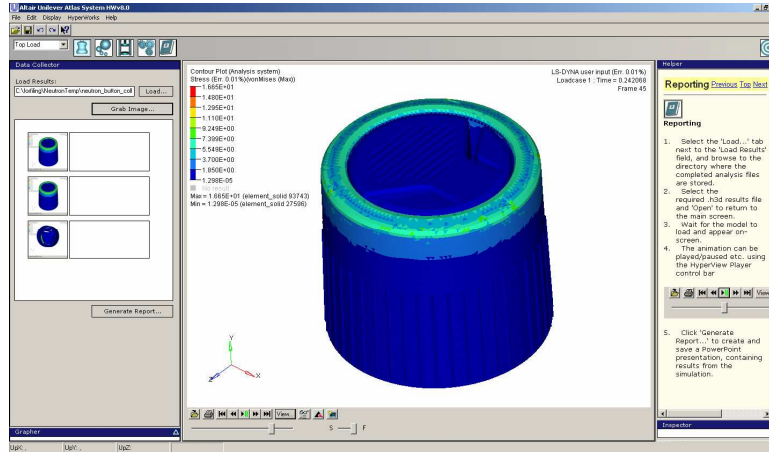 Altair Unilever Atlas System HWv8.0
File Edit Display HyperWorks Help
Top Load
Data Collector
Load Results:
C:\forfiling\NeutronTemp\neutron_button_coll
Load...
Grab Image...
Generate Report...
Grapher
UpX: , UpY: , UpZ:
Contour Plot (Analysis system)
Stress (Err. 0.01%)(vonMises (Max))
1.665E+01
1.480E+01
1.295E+01
1.110E+01
9.249E+00
7.399E+00
5.549E+00
3.700E+00
1.850E+00
1.298E-05
No result
Max = 1.665E+01 (element_solid 93743)
Min = 1.298E-05 (element_solid 27596)
LS-DYNA user input (Err. 0.01%)
Loadcase 1 : Time = 0.242068
Frame 45
Y
Z
X
View...
S F
Helper
Reporting Previous Top Next
Reporting
1. Select the 'Load...' tab
next to the 'Load Results'
field, and browse to the
directory where the
completed analysis files
are stored.
2. Select the
required .h3d results file
and 'Open' to return to
the main screen.
3. Wait for the model to
load and appear on-
screen.
4. The animation can be
played/paused etc. using
the HyperView Player
control bar
View
5. Click 'Generate
Report...' to create and
save a PowerPoint
presentation, containing
results from the
simulation.
Inspector